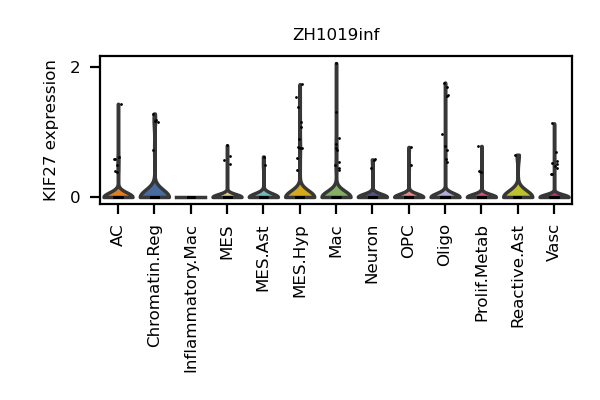 ZH1019inf
KIF27 expression
2
0
AC
Chromatin.Reg
Inflammatory.Mac
MES
MES.Ast
MES.Hyp
Mac
Neuron
OPC
Oligo
Prolif.Metab
Reactive.Ast
Vasc